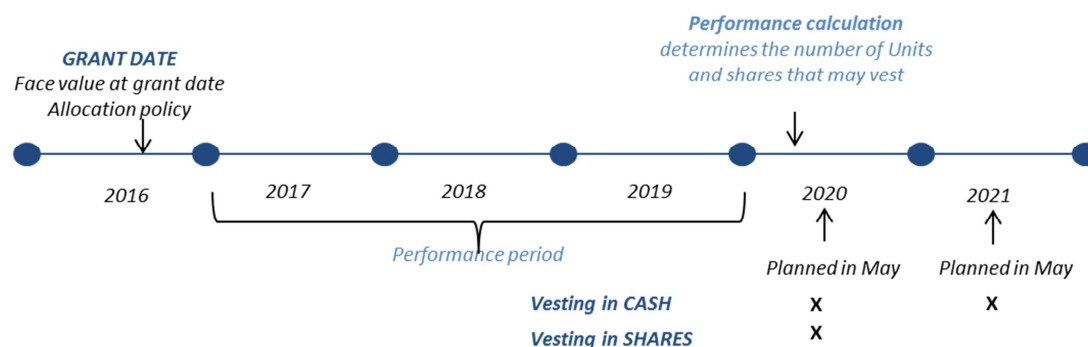 GRANT DATE
Face value at grant date
Allocation policy
Performance calculation
determines the number of Units
and shares that may vest
2016
2017
2018
2019
2020
2021
Performance period
Planned in May
Planned in May
Vesting in CASH X X
Vesting in SHARES X